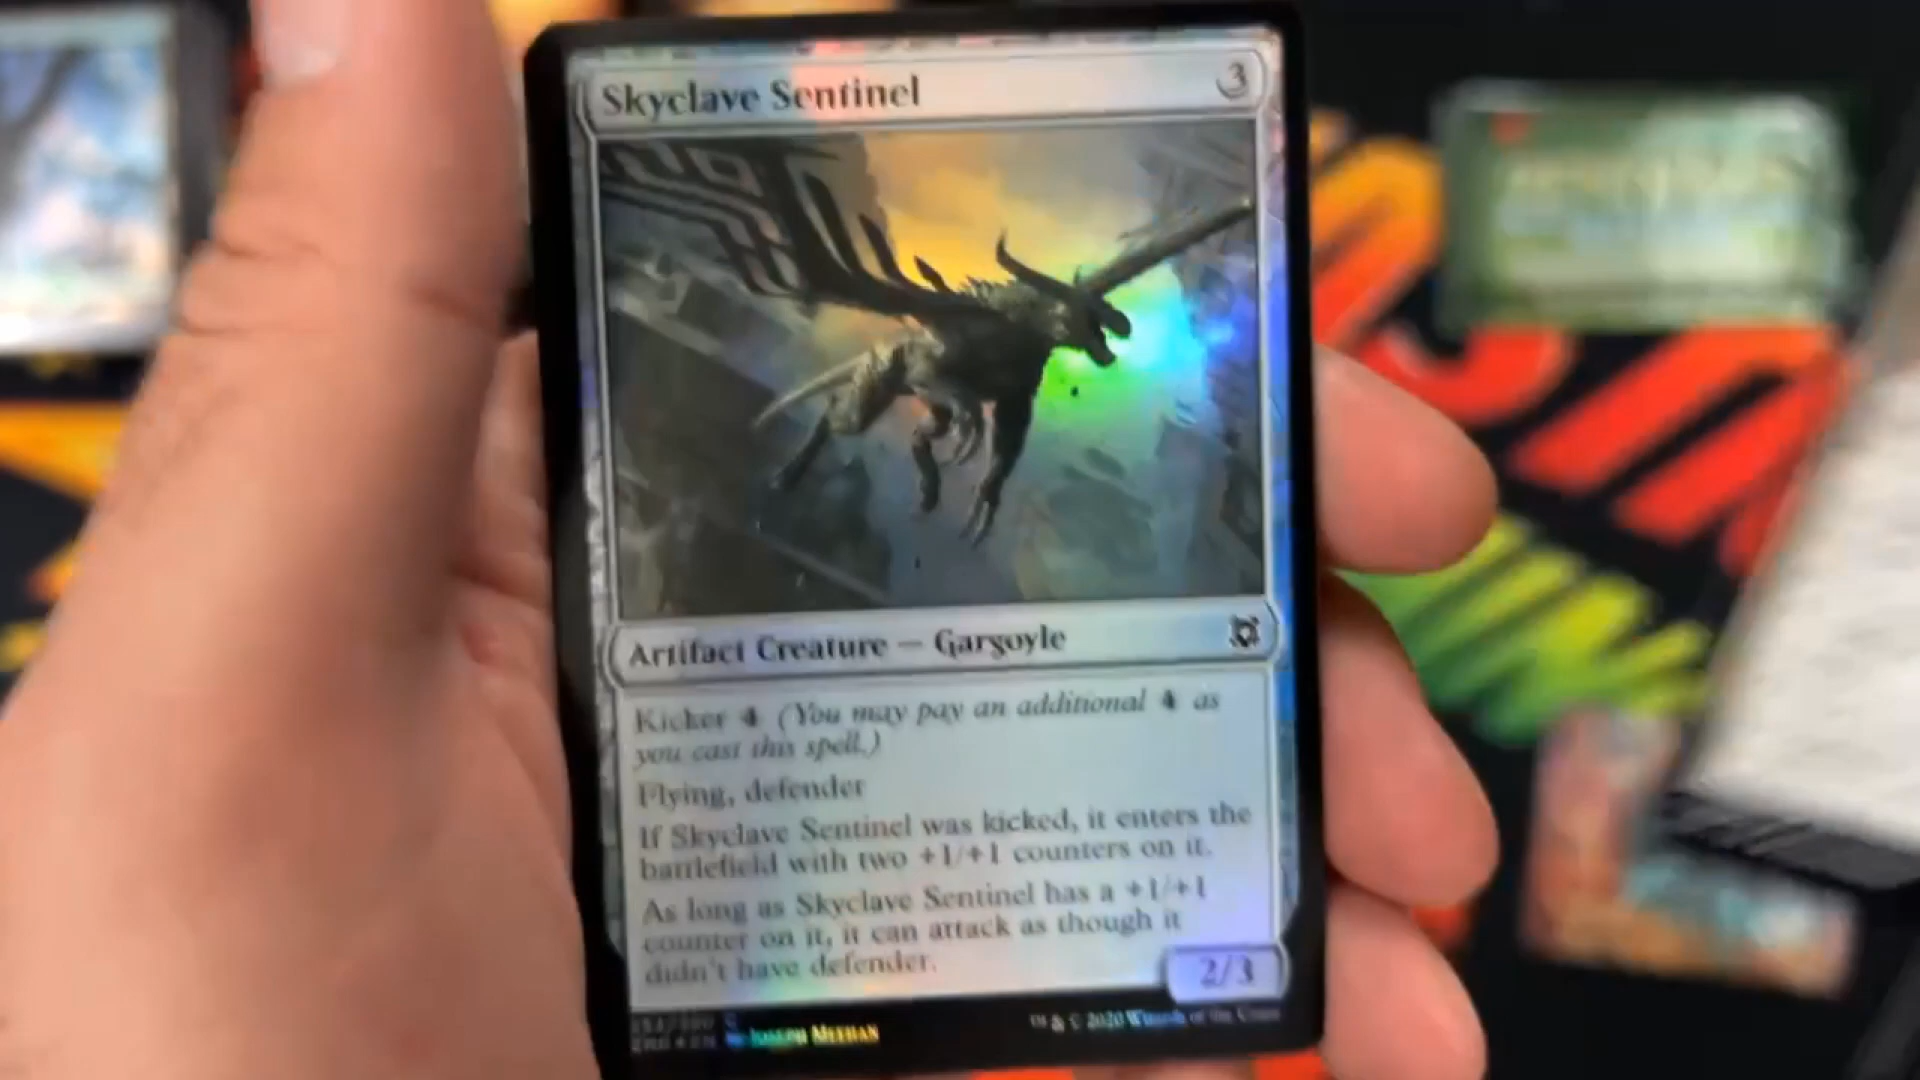 Skyclave Sentinel 3
Artifact Creature — Gargoyle
Kicker 4 (You may pay an additional 4 as
you cast this spell.)
Flying, defender
If Skyclave Sentinel was kicked, it enters the
battlefield with two +1/+1 counters on it.
As long as Skyclave Sentinel has a +1/+1
counter on it, it can attack as though it
didn't have defender.
2/3
JOSEPH MEEHAN
™ & © 2020 Wizards of the Coast